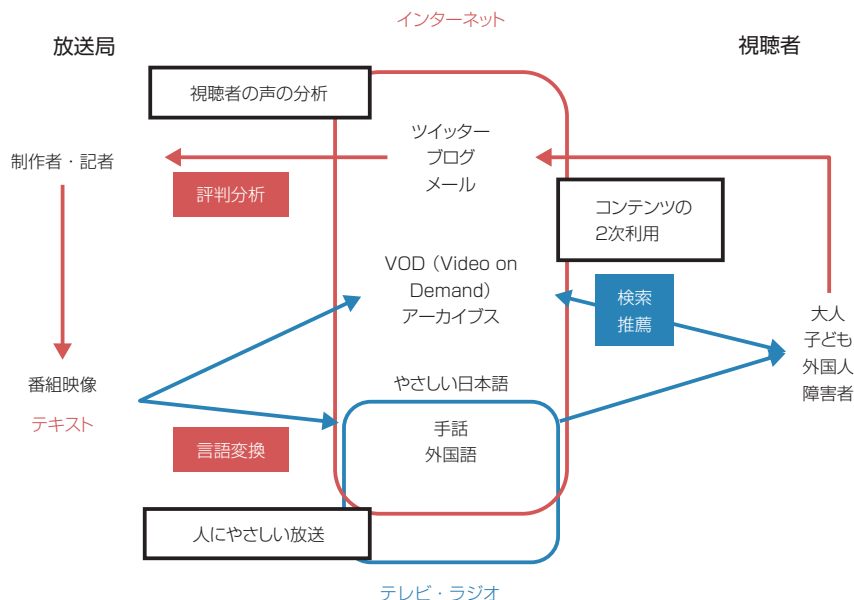 インターネット
放送局
視聴者
視聴者の声の分析
ツイッター
ブログ
メール
制作者・記者
評判分析
コンテンツの
2次利用
VOD（Video on
Demand）
アーカイブス
検索
推薦
大人
子ども
外国人
障害者
番組映像
テキスト
やさしい日本語
手話
外国語
言語変換
人にやさしい放送
テレビ・ラジオ